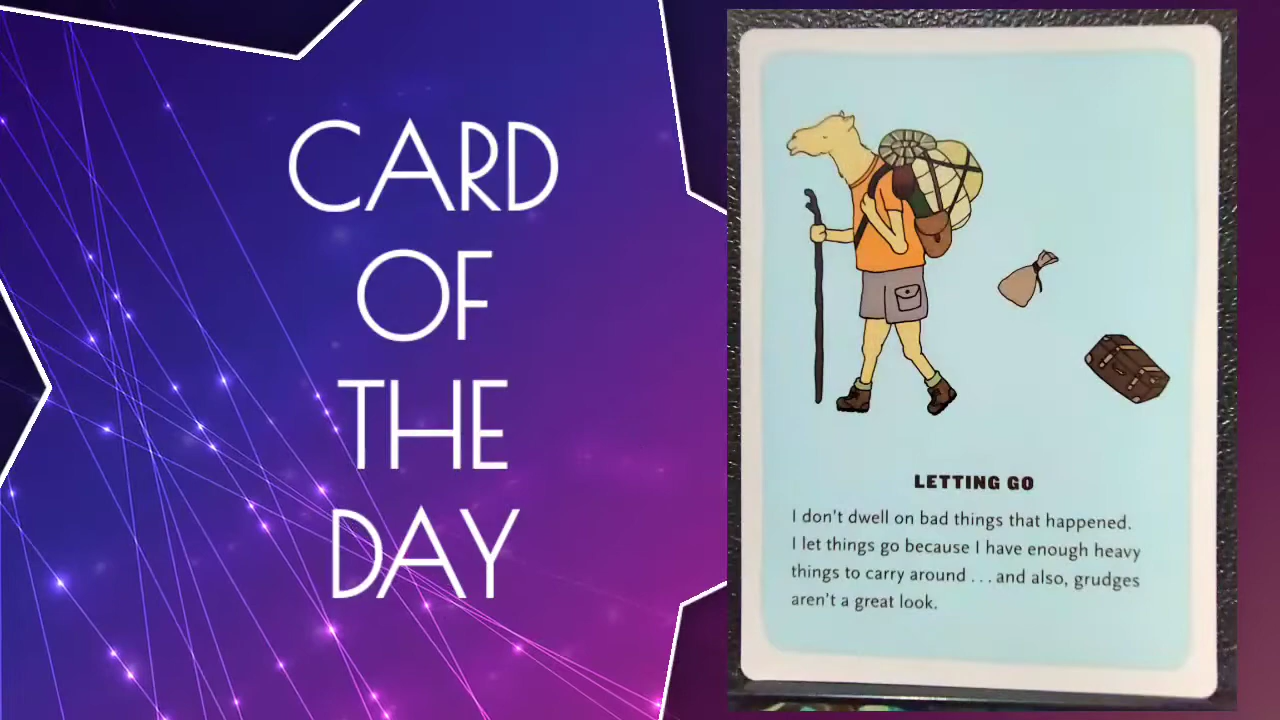 CARD
OF
THE
DAY
LETTING GO
I don't dwell on bad things that happened.
I let things go because I have enough heavy
things to carry around ... and also, grudges
aren't a great look.